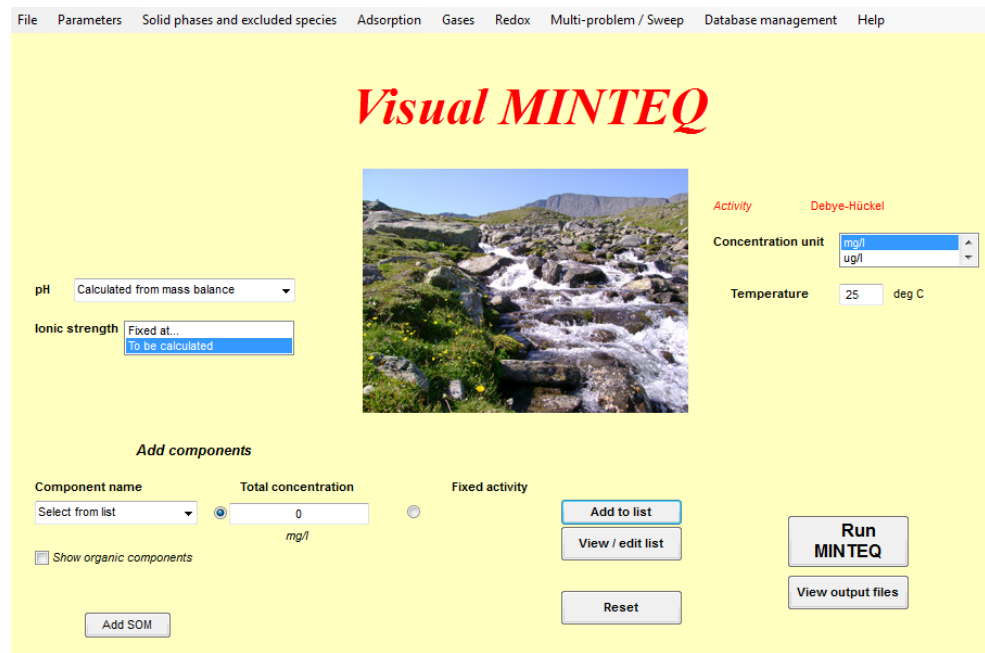 File Parameters Solid phases and excluded species Adsorption Gases Redox Multi-problem / Sweep Database management Help
Visual MINTEQ
Activity Debye-Hückel
Concentration unit mg/l
ug/l
pH Calculated from mass balance
Temperature 25 deg C
Ionic strength Fixed at...
To be calculated
Add components
Component name Total concentration Fixed activity
Select from list 0 Add to list
mg/l
Show organic components
View / edit list
Run
MINTEQ
View output files
Reset
Add SOM